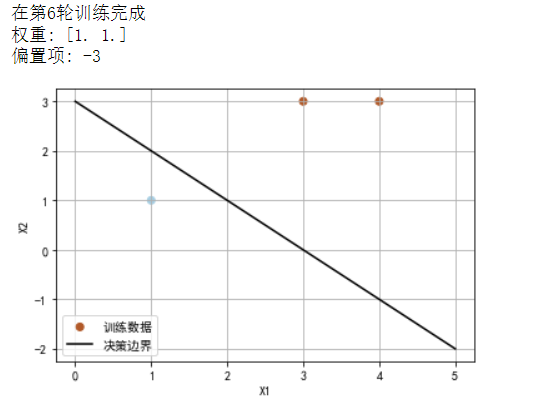 在第6轮训练完成
权重: [1. 1.]
偏置项: -3
3
2
1
0
-1
-2
X2
训练数据
决策边界
0 1 2 3 4 5
X1